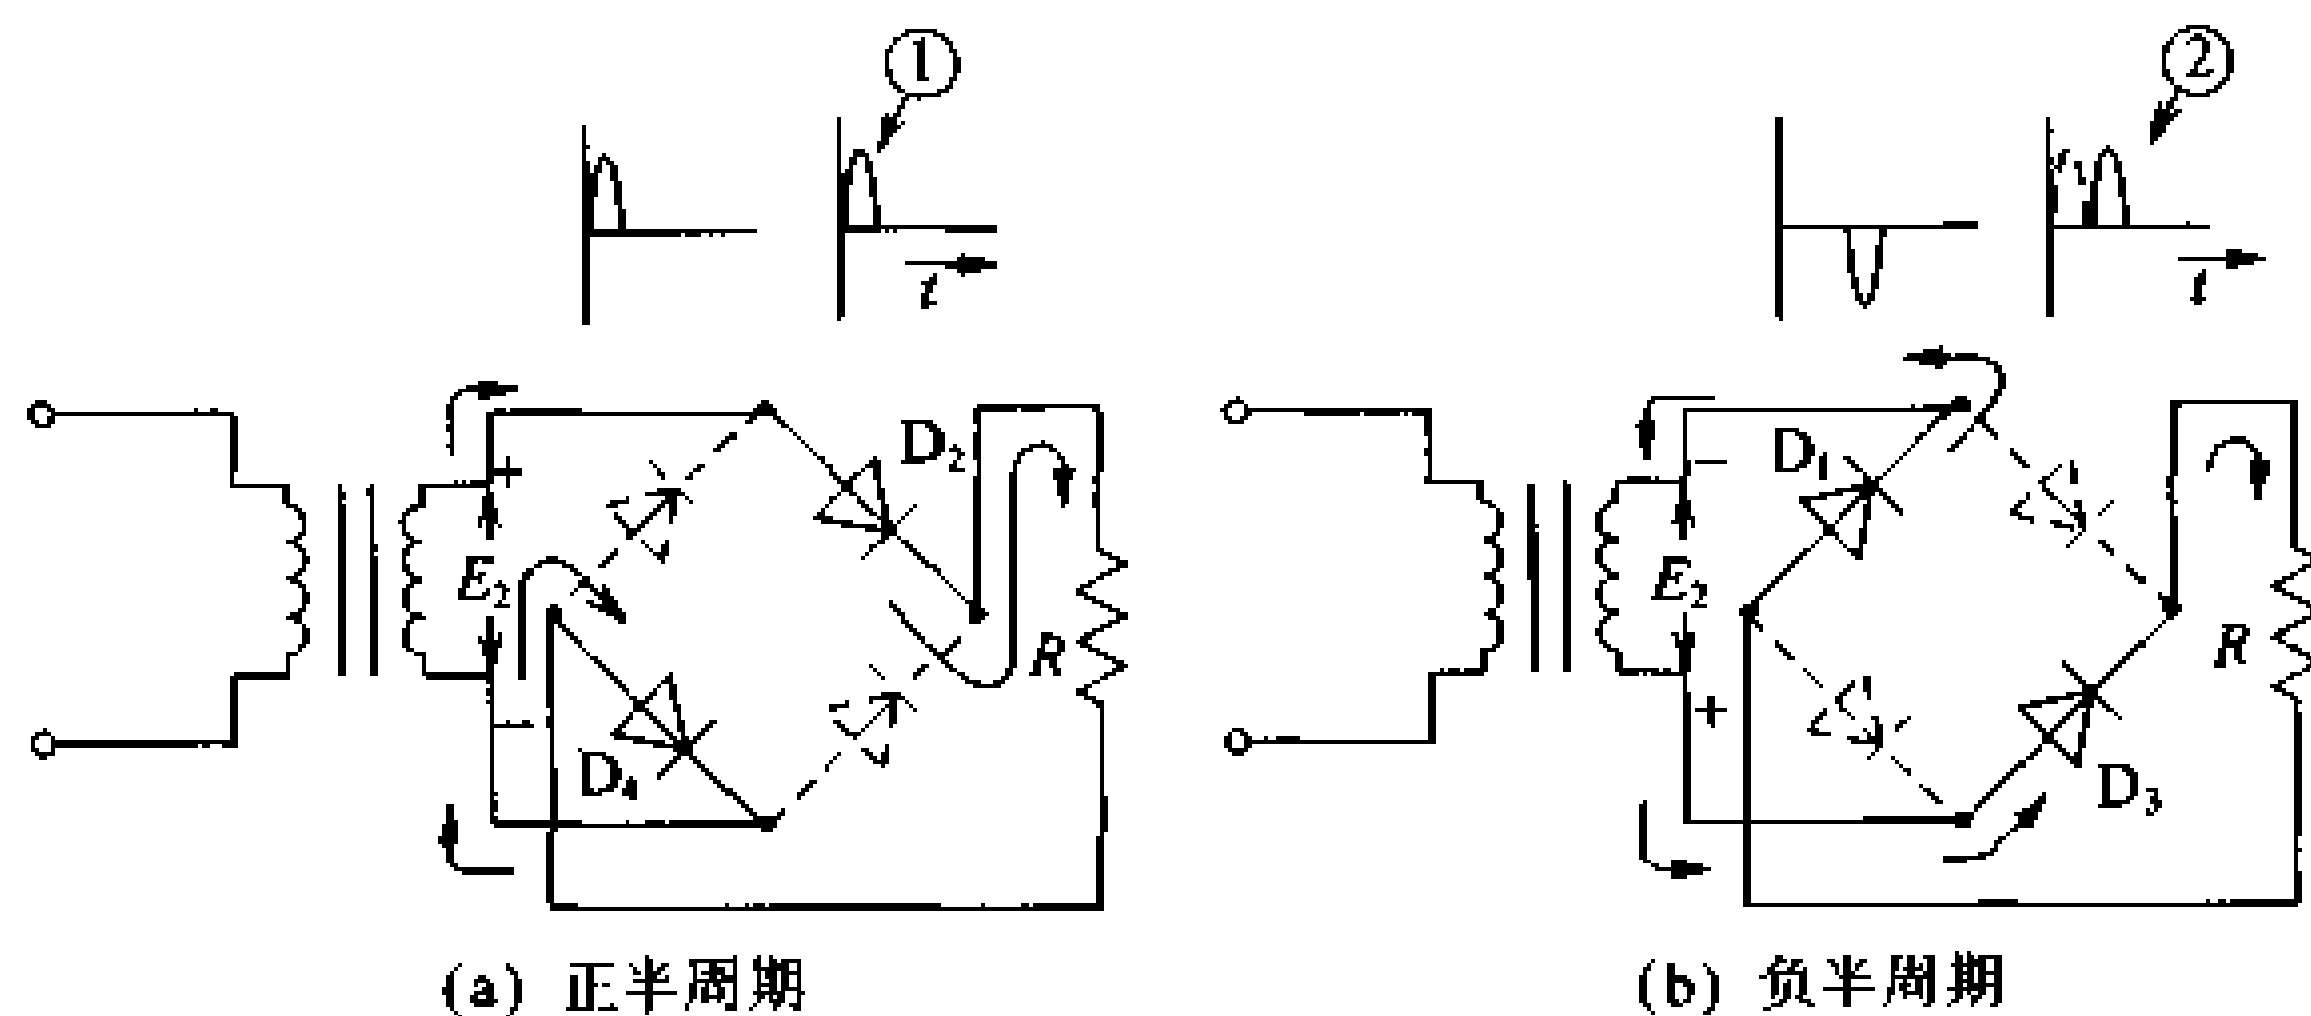 ① ②
t t
D₂ D₁
+ −
E₂ E₂
R R
− +
D₄ D₃
(a) 正半周期 (b) 负半周期